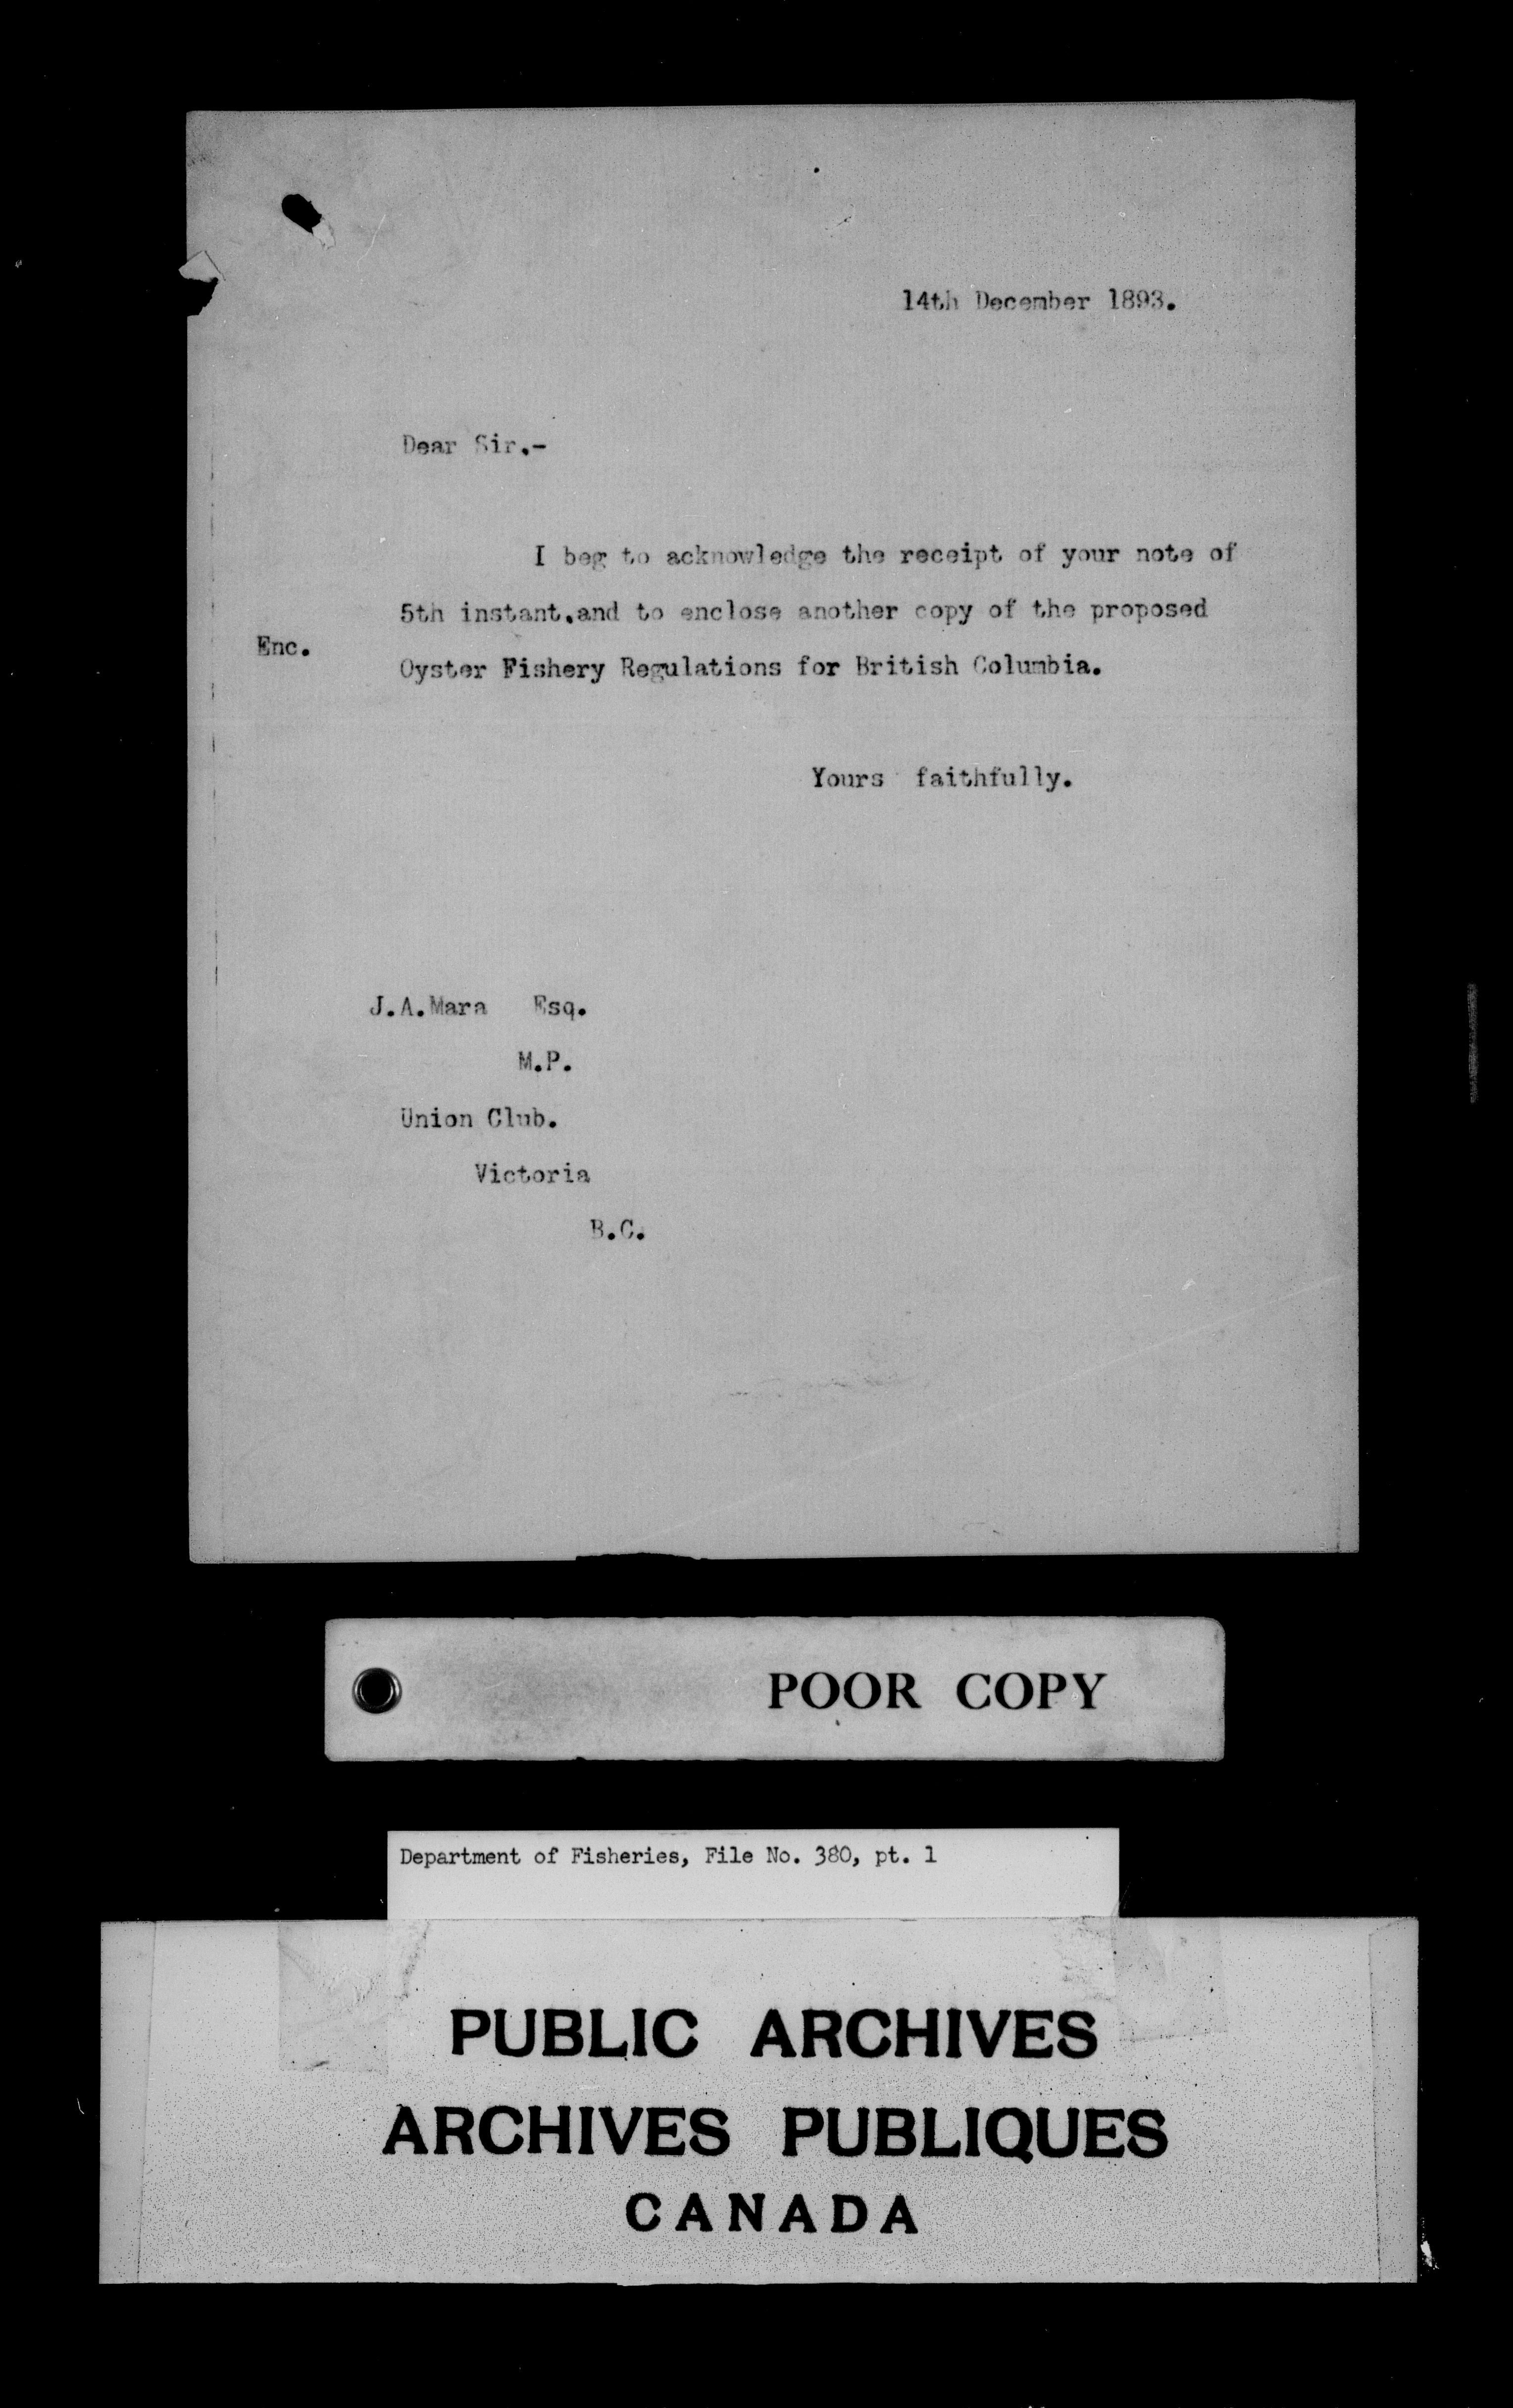 14th December 1893.
Dear Sir.-
I beg to acknowledge the receipt of your note of
5th instant.and to enclose another copy of the proposed
Enc.
Oyster Fishery Regulations for British Columbia.
Yours faithfully.
J.A.Mara Esq.
M.P.
Union Club.
Victoria
B.C.
POOR COPY
Department of Fisheries, File No. 380, pt. 1
PUBLIC ARCHIVES
ARCHIVES PUBLIQUES
CANADA